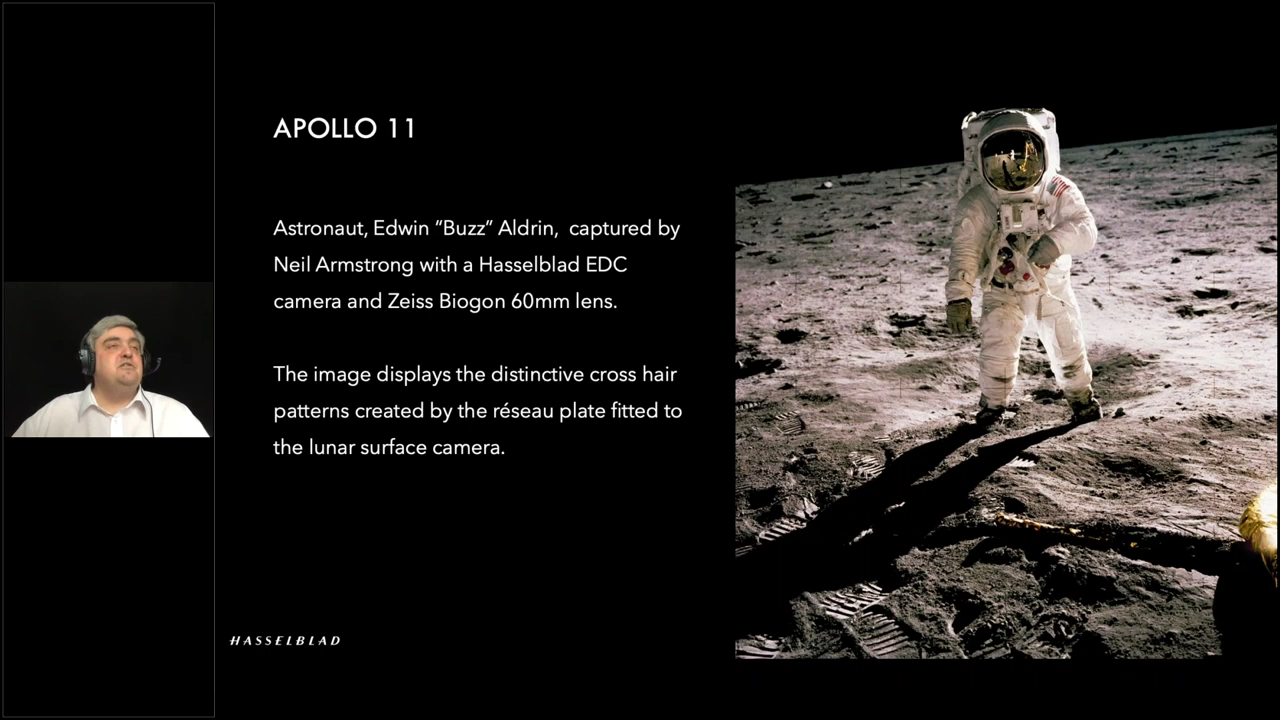 APOLLO 11
Astronaut, Edwin “Buzz” Aldrin,  captured by
Neil Armstrong with a Hasselblad EDC
camera and Zeiss Biogon 60mm lens.
The image displays the distinctive cross hair
patterns created by the réseau plate fitted to
the lunar surface camera.
HASSELBLAD